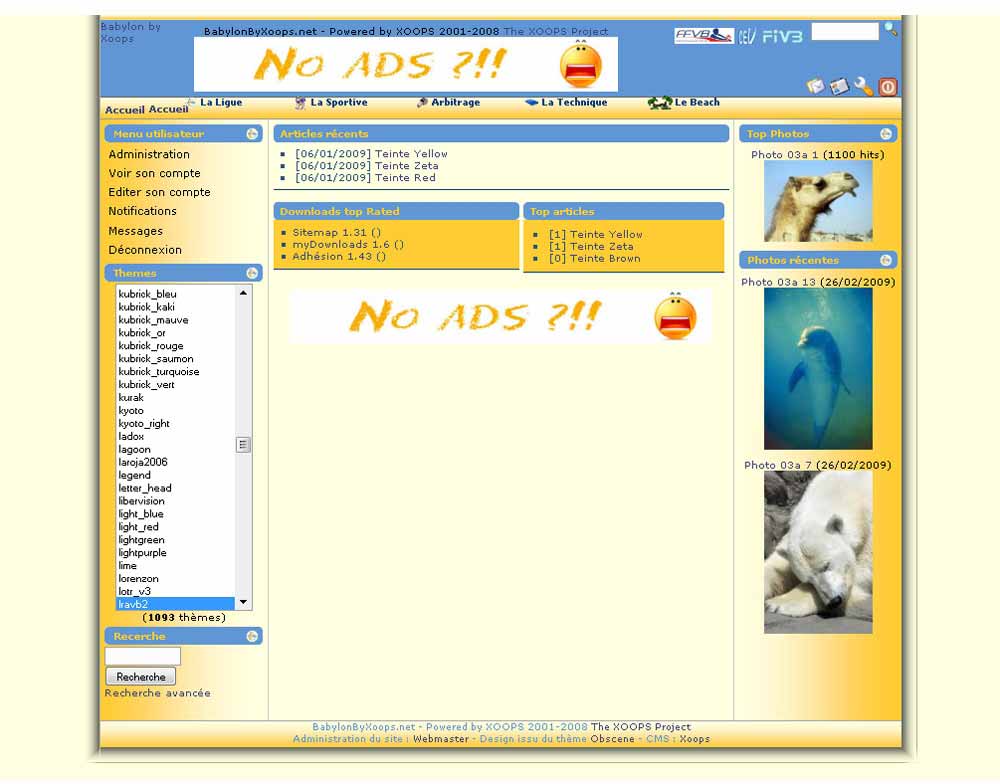 Babylon by
Xoops
BabylonByXoops.net - Powered by XOOPS 2001-2008 The XOOPS Project
No ADS ?!!
FFVB CEV FIVB
Accueil Accueil La Ligue La Sportive Arbitrage La Technique Le Beach
Menu utilisateur
Administration
Voir son compte
Editer son compte
Notifications
Messages
Déconnexion
Themes
kubrick_bleu
kubrick_kaki
kubrick_mauve
kubrick_or
kubrick_rouge
kubrick_saumon
kubrick_turquoise
kubrick_vert
kurak
kyoto
kyoto_right
ladox
lagoon
laroja2006
legend
letter_head
libervision
light_blue
light_red
lightgreen
lightpurple
lime
lorenzon
lotr_v3
lravb2
(1093 thèmes)
Recerche
Recherche
Recherche avancée
Articles récents
[06/01/2009] Teinte Yellow
[06/01/2009] Teinte Zeta
[06/01/2009] Teinte Red
Downloads top Rated
Sitemap 1.31 ()
myDownloads 1.6 ()
Adhésion 1.43 ()
Top articles
[1] Teinte Yellow
[1] Teinte Zeta
[0] Teinte Brown
No ADS ?!!
Top Photos
Photo 03a 1 (1100 hits)
Photos récentes
Photo 03a 13 (26/02/2009)
Photo 03a 7 (26/02/2009)
BabylonByXoops.net - Powered by XOOPS 2001-2008 The XOOPS Project
Administration du site : Webmaster - Design issu du thème Obscene - CMS : Xoops